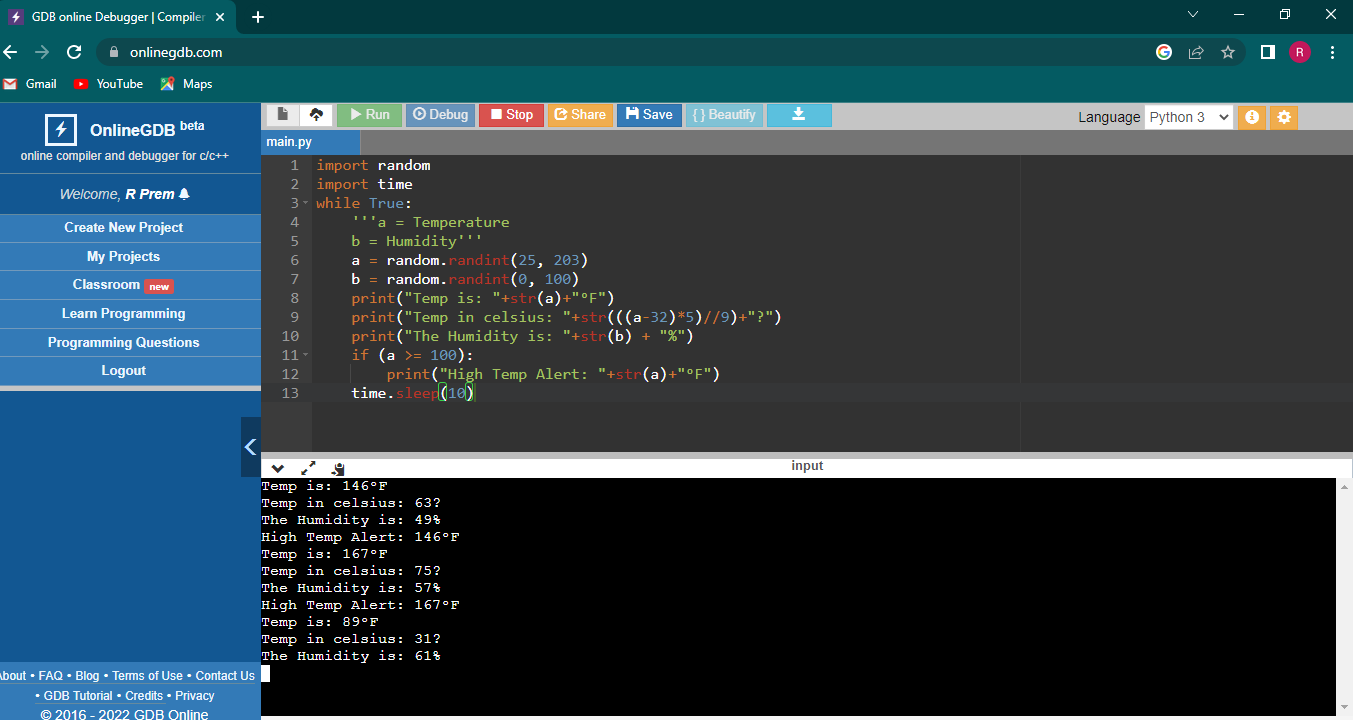 GDB online Debugger | Compiler
onlinegdb.com
R
Gmail YouTube Maps
OnlineGDB beta
online compiler and debugger for c/c++
Welcome, R Prem
Create New Project
My Projects
Classroom new
Learn Programming
Programming Questions
Logout
About • FAQ • Blog • Terms of Use • Contact Us
• GDB Tutorial • Credits • Privacy
© 2016 - 2022 GDB Online
Run Debug Stop Share Save { } Beautify Language Python 3
main.py
1 import random
2 import time
3 while True:
4 '''a = Temperature
5 b = Humidity'''
6 a = random.randint(25, 203)
7 b = random.randint(0, 100)
8 print("Temp is: "+str(a)+"°F")
9 print("Temp in celsius: "+str(((a-32)*5)//9)+"?")
10 print("The Humidity is: "+str(b) + "%")
11 if (a >= 100):
12 print("High Temp Alert: "+str(a)+"°F")
13 time.sleep(10)
input
Temp is: 146°F
Temp in celsius: 63?
The Humidity is: 49%
High Temp Alert: 146°F
Temp is: 167°F
Temp in celsius: 75?
The Humidity is: 57%
High Temp Alert: 167°F
Temp is: 89°F
Temp in celsius: 31?
The Humidity is: 61%